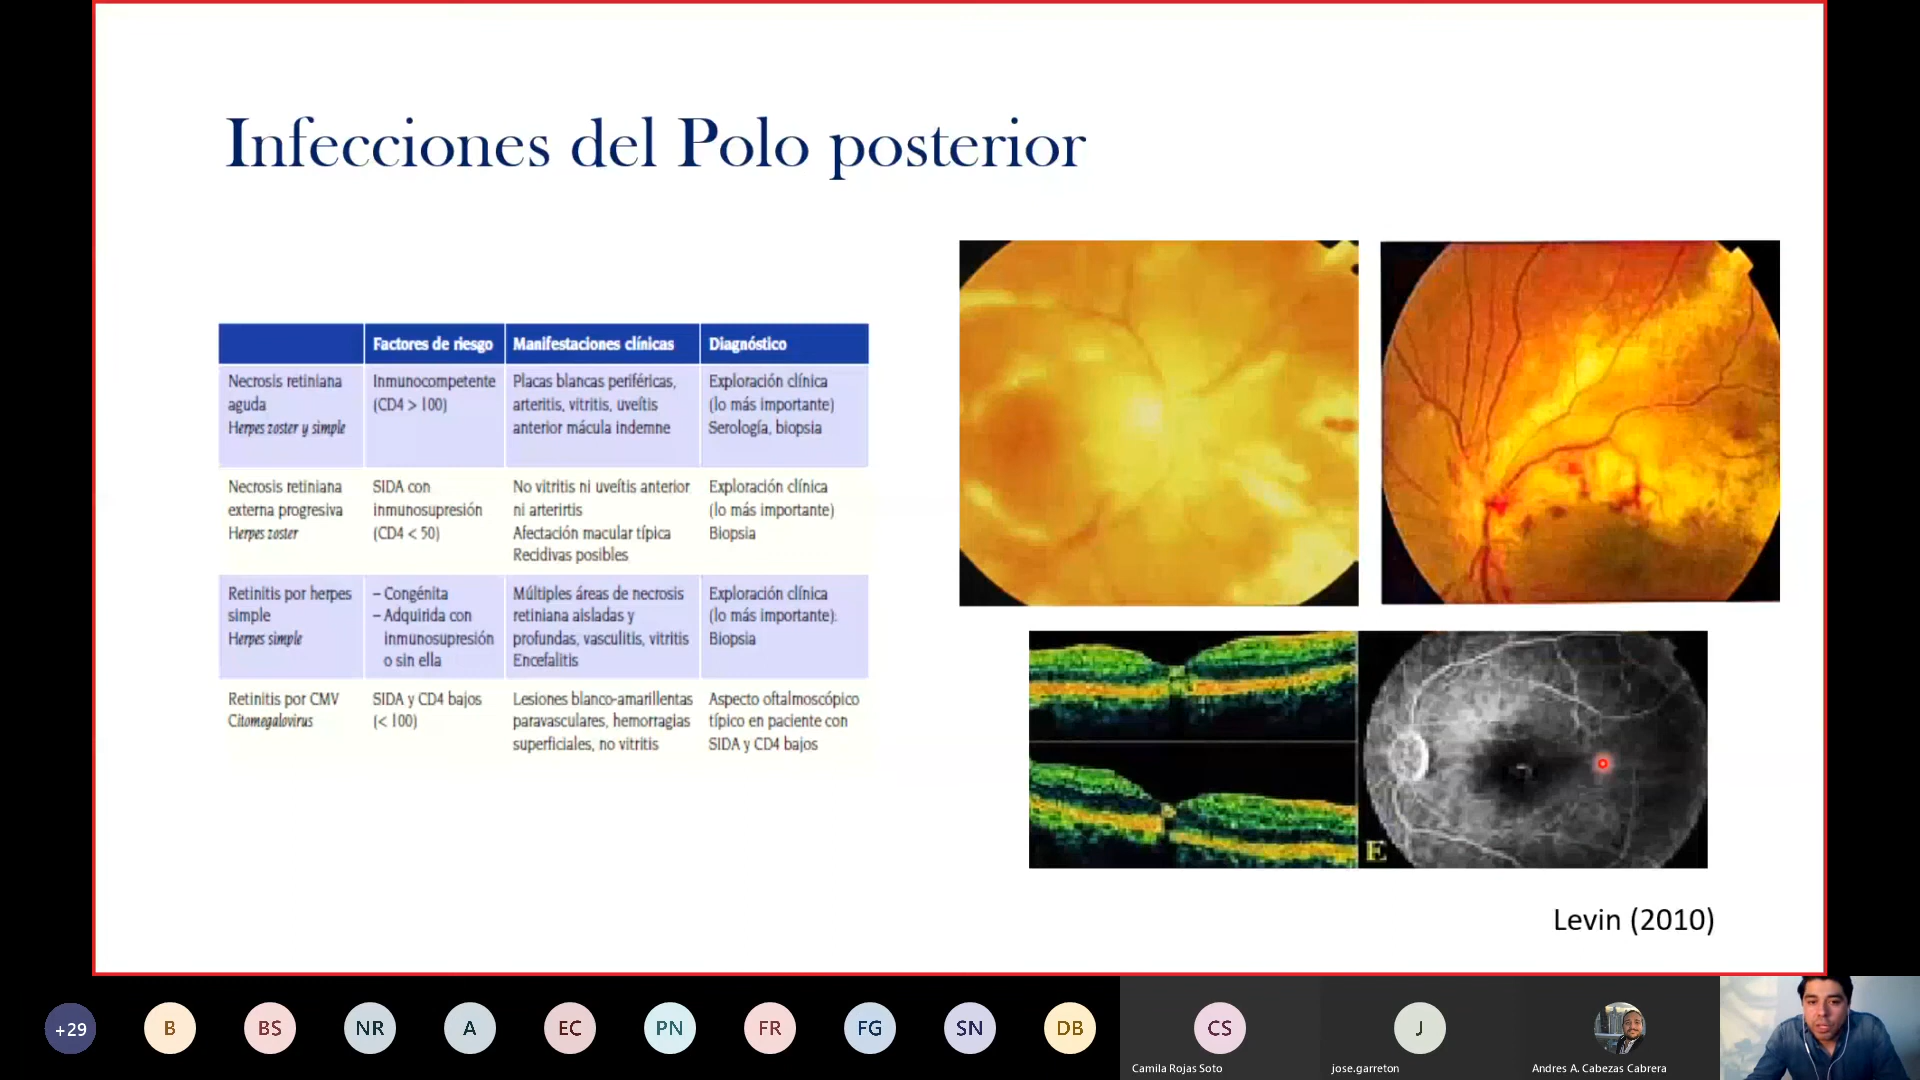 Infecciones del Polo posterior
Factores de riesgo
Manifestaciones clínicas
Diagnóstico
Necrosis retiniana
aguda
Herpes zoster y simple
Inmunocompetente
(CD4 > 100)
Placas blancas periféricas,
arteritis, vitritis, uveítis
anterior mácula indemne
Exploración clínica
(lo más importante)
Serología, biopsia
Necrosis retiniana
externa progresiva
Herpes zoster
SIDA con
inmunosupresión
(CD4 < 50)
No vitritis ni uveítis anterior
ni arterirtis
Afectación macular típica
Recidivas posibles
Exploración clínica
(lo más importante)
Biopsia
Retinitis por herpes
simple
Herpes simple
– Congénita
– Adquirida con
inmunosupresión
o sin ella
Múltiples áreas de necrosis
retiniana aisladas y
profundas, vasculitis, vitritis
Encefalitis
Exploración clínica
(lo más importante).
Biopsia
Retinitis por CMV
Citomegalovirus
SIDA y CD4 bajos
(< 100)
Lesiones blanco-amarillentas
paravasculares, hemorragias
superficiales, no vitritis
Aspecto oftalmoscópico
típico en paciente con
SIDA y CD4 bajos
E
Levin (2010)
+29
B
BS
NR
A
EC
PN
FR
FG
SN
DB
CS
J
Camila Rojas Soto
jose.garreton
Andres A. Cabezas Cabrera